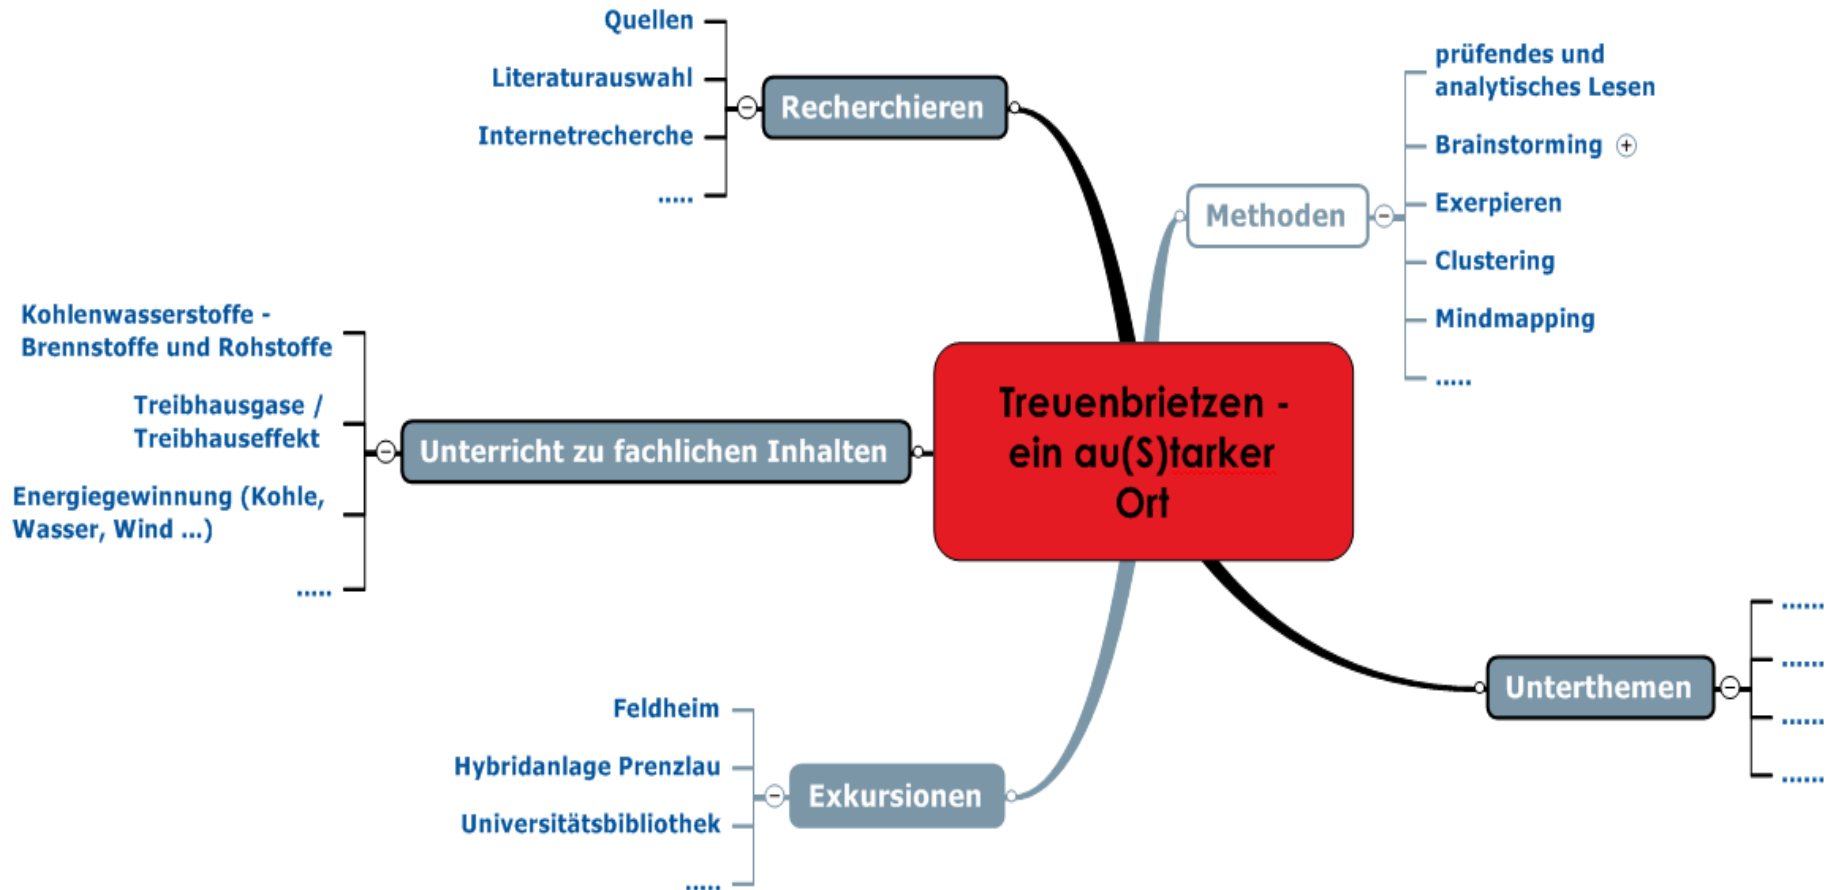 Quellen
Literaturauswahl
Internetrecherche
.....
Recherchieren
prüfendes und
analytisches Lesen
Brainstorming
Exerpieren
Clustering
Mindmapping
.....
Methoden
Kohlenwasserstoffe -
Brennstoffe und Rohstoffe
Treibhausgase /
Treibhauseffekt
Energiegewinnung (Kohle,
Wasser, Wind ...)
.....
Unterricht zu fachlichen Inhalten
Treuenbrietzen -
ein au(S)tarker
Ort
Unterthemen
......
......
......
......
Feldheim
Hybridanlage Prenzlau
Universitätsbibliothek
.....
Exkursionen